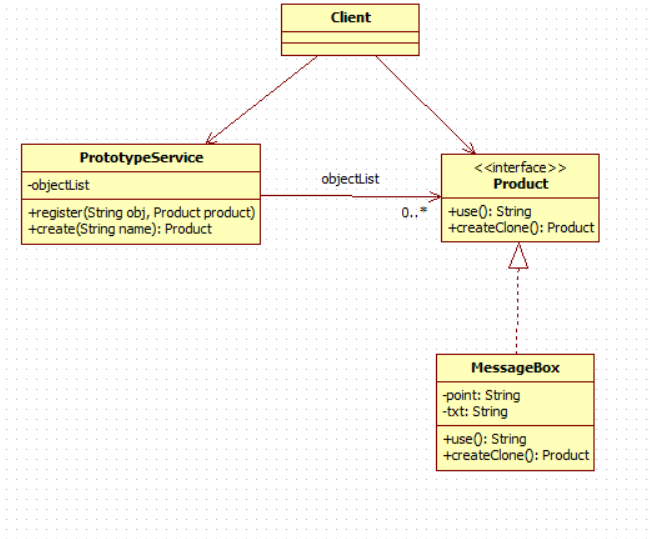 Client
PrototypeService
-objectList
+register(String obj, Product product)
+create(String name): Product
objectList
0..*
<<interface>>
Product
+use(): String
+createClone(): Product
MessageBox
-point: String
-txt: String
+use(): String
+createClone(): Product